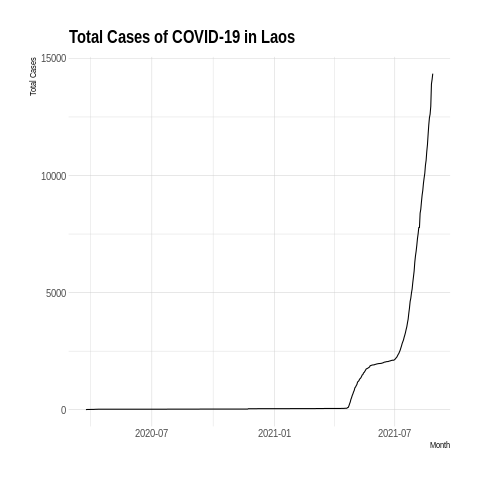 Total Cases of COVID-19 in Laos
Total Cases
15000
10000
5000
0
2020-07
2021-01
2021-07
Month